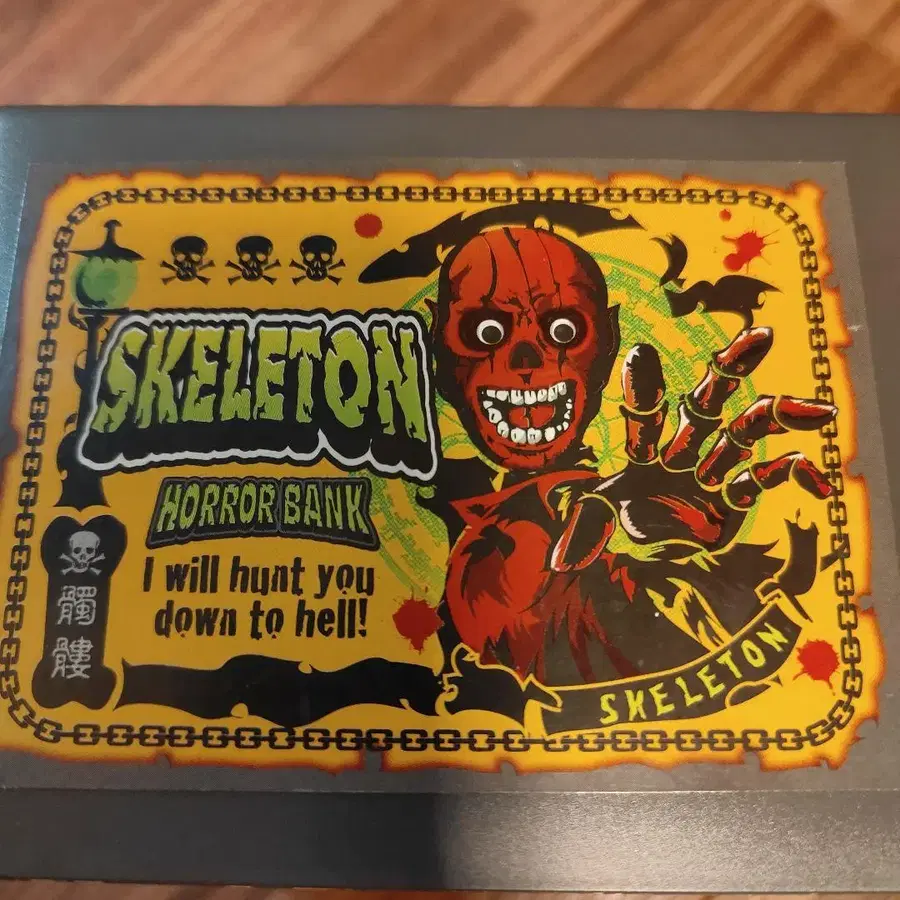 SKELETON
HORROR BANK
I will hunt you
down to hell!
髑
髏
SKELETON